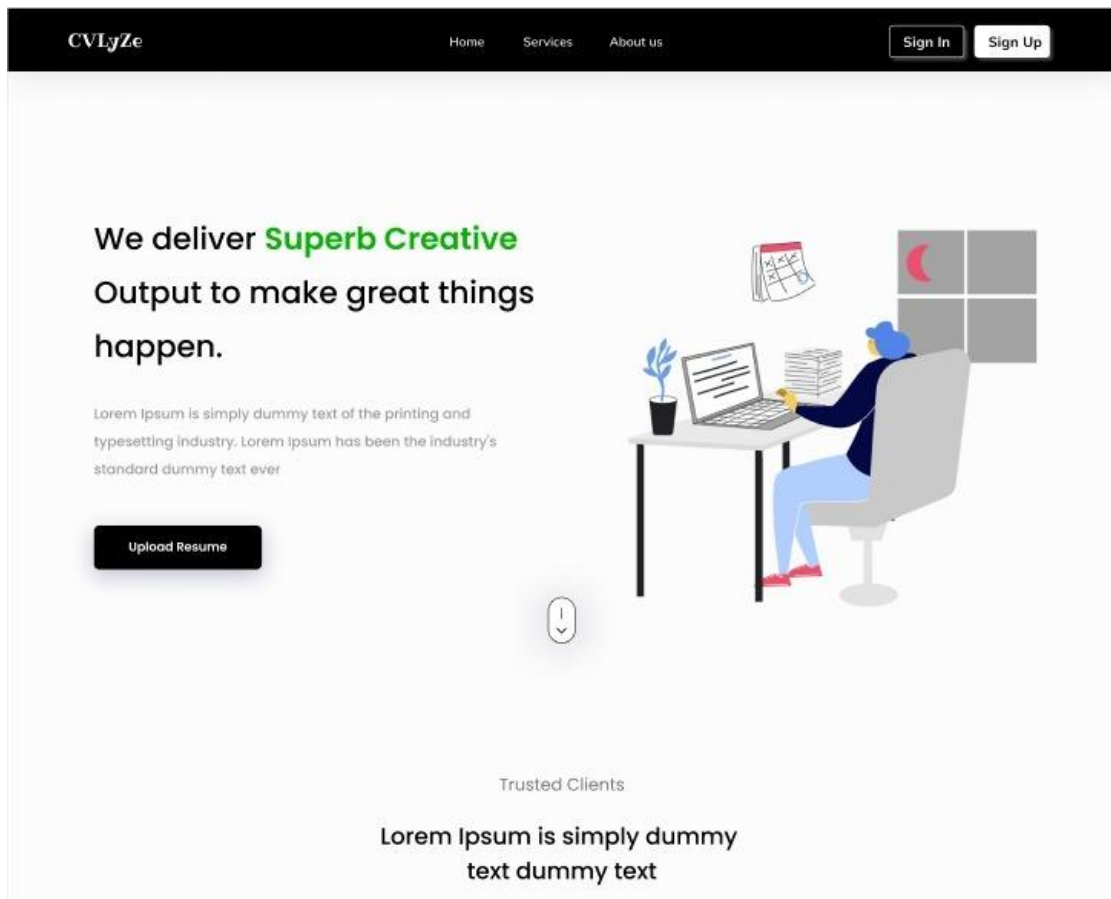 CVLyZe
Home
Services
About us
Sign In
Sign Up
We deliver Superb Creative
Output to make great things
happen.
Lorem Ipsum is simply dummy text of the printing and
typesetting industry. Lorem Ipsum has been the industry's
standard dummy text ever
Upload Resume
Trusted Clients
Lorem Ipsum is simply dummy
text dummy text